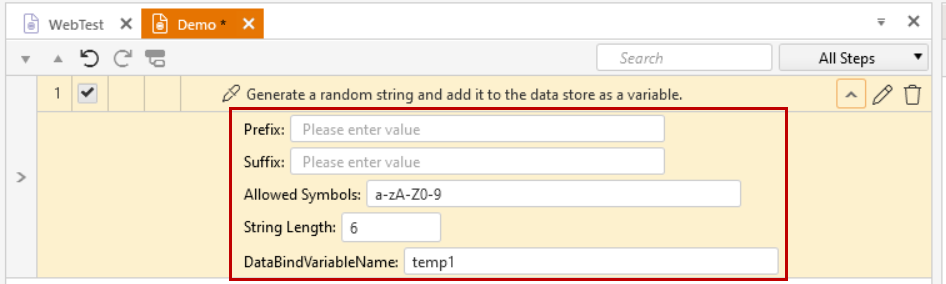 WebTest
Demo *
Search
All Steps
1
Generate a random string and add it to the data store as a variable.
Prefix: Please enter value
Suffix: Please enter value
Allowed Symbols: a-zA-Z0-9
String Length: 6
DataBindVariableName: temp1